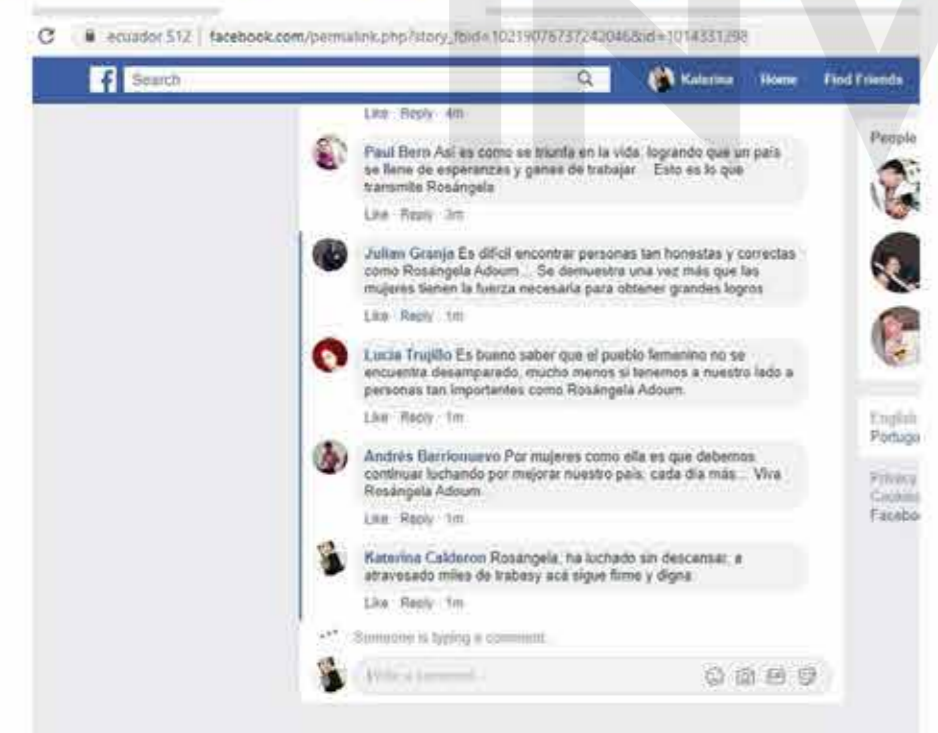 ecuador 512 | facebook.com/permalink.php?story_fbid=10219076737242046&id=1014331298
Search Katerina Home Find Friends
Like Reply 4m
People
Paul Bern Así es como se triunfa en la vida, logrando que un país
se llene de esperanzas y ganas de trabajar... Esto es lo que
transmite Rosángela
Like Reply 3m
Julian Granja Es difícil encontrar personas tan honestas y correctas
como Rosángela Adoum... Se demuestra una vez más que las
mujeres tienen la fuerza necesaria para obtener grandes logros
Like Reply 1m
Lucía Trujillo Es bueno saber que el pueblo femenino no se
encuentra desamparado, mucho menos si tenemos a nuestro lado a
personas tan importantes como Rosángela Adoum.
Like Reply 1m
English
Portugu
Andrés Barrionuevo Por mujeres como ella es que debemos
continuar luchando por mejorar nuestro país, cada día más... Viva
Rosángela Adoum
Like Reply 1m
Privacy
Cookies
Facebo
Katerina Calderon Rosángela, ha luchado sin descansar, a
atravesado miles de trabasy acá sigue firme y digna
Like Reply 1m
Someone is typing a comment...
Write a comment...